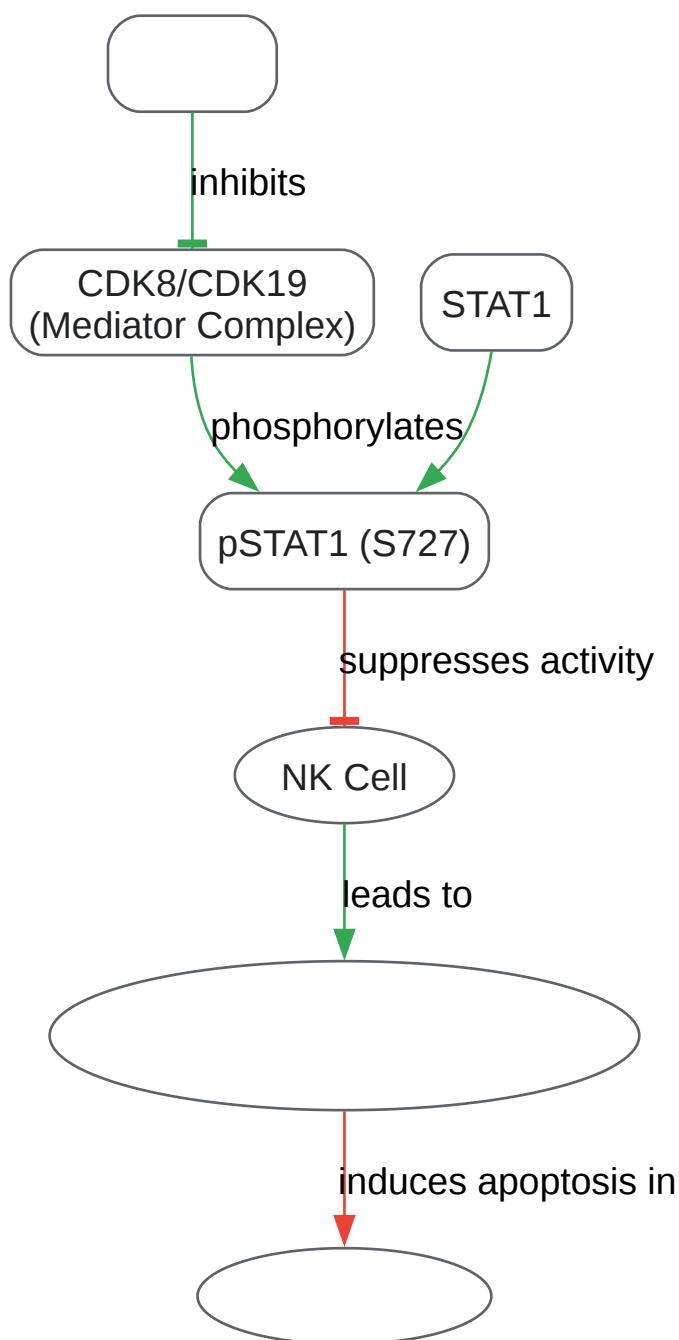 inhibits
CDK8/CDK19
(Mediator Complex)
STAT1
phosphorylates
pSTAT1 (S727)
suppresses activity
NK Cell
leads to
induces apoptosis in